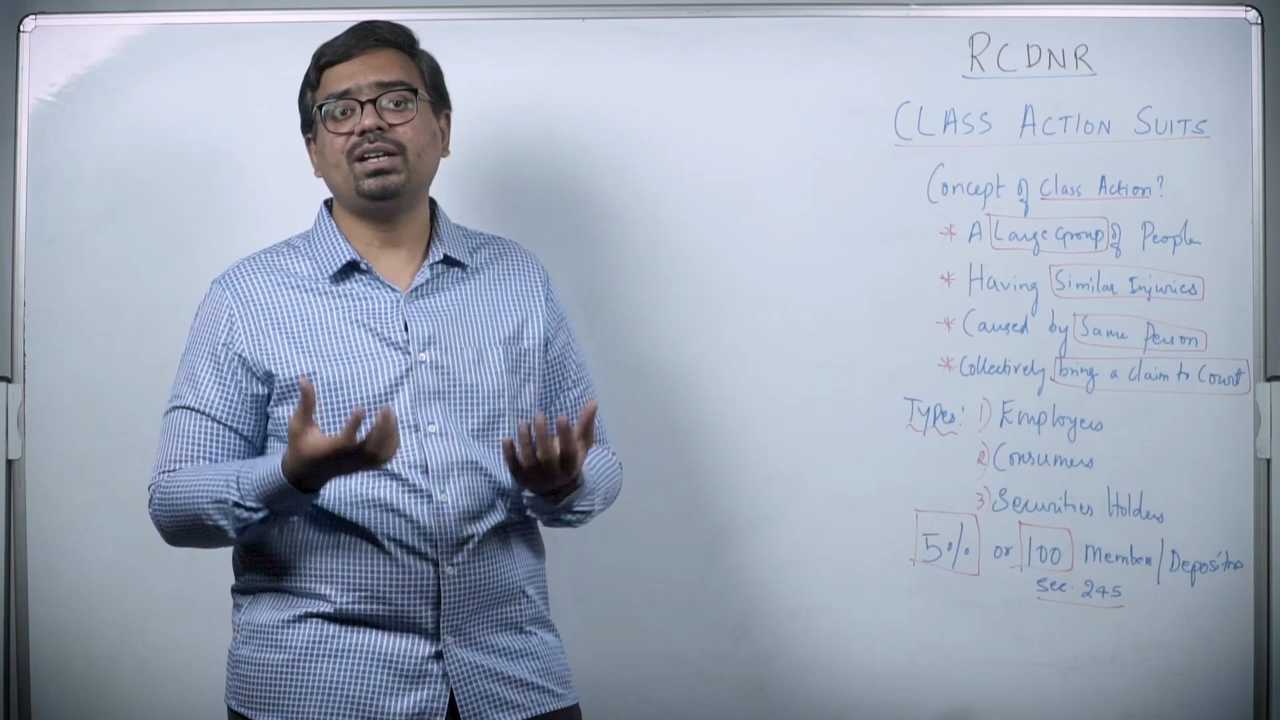 RCDNR
CLASS ACTION SUITS
Concept of Class Action?
* A Large Group of People
* Having Similar Injuries
* Caused by Same Person
* Collectively bring a claim to Court
Types: 1) Employees
2) Consumers
3) Securities Holders
5% or 100 Members/Depositors
Sec. 245